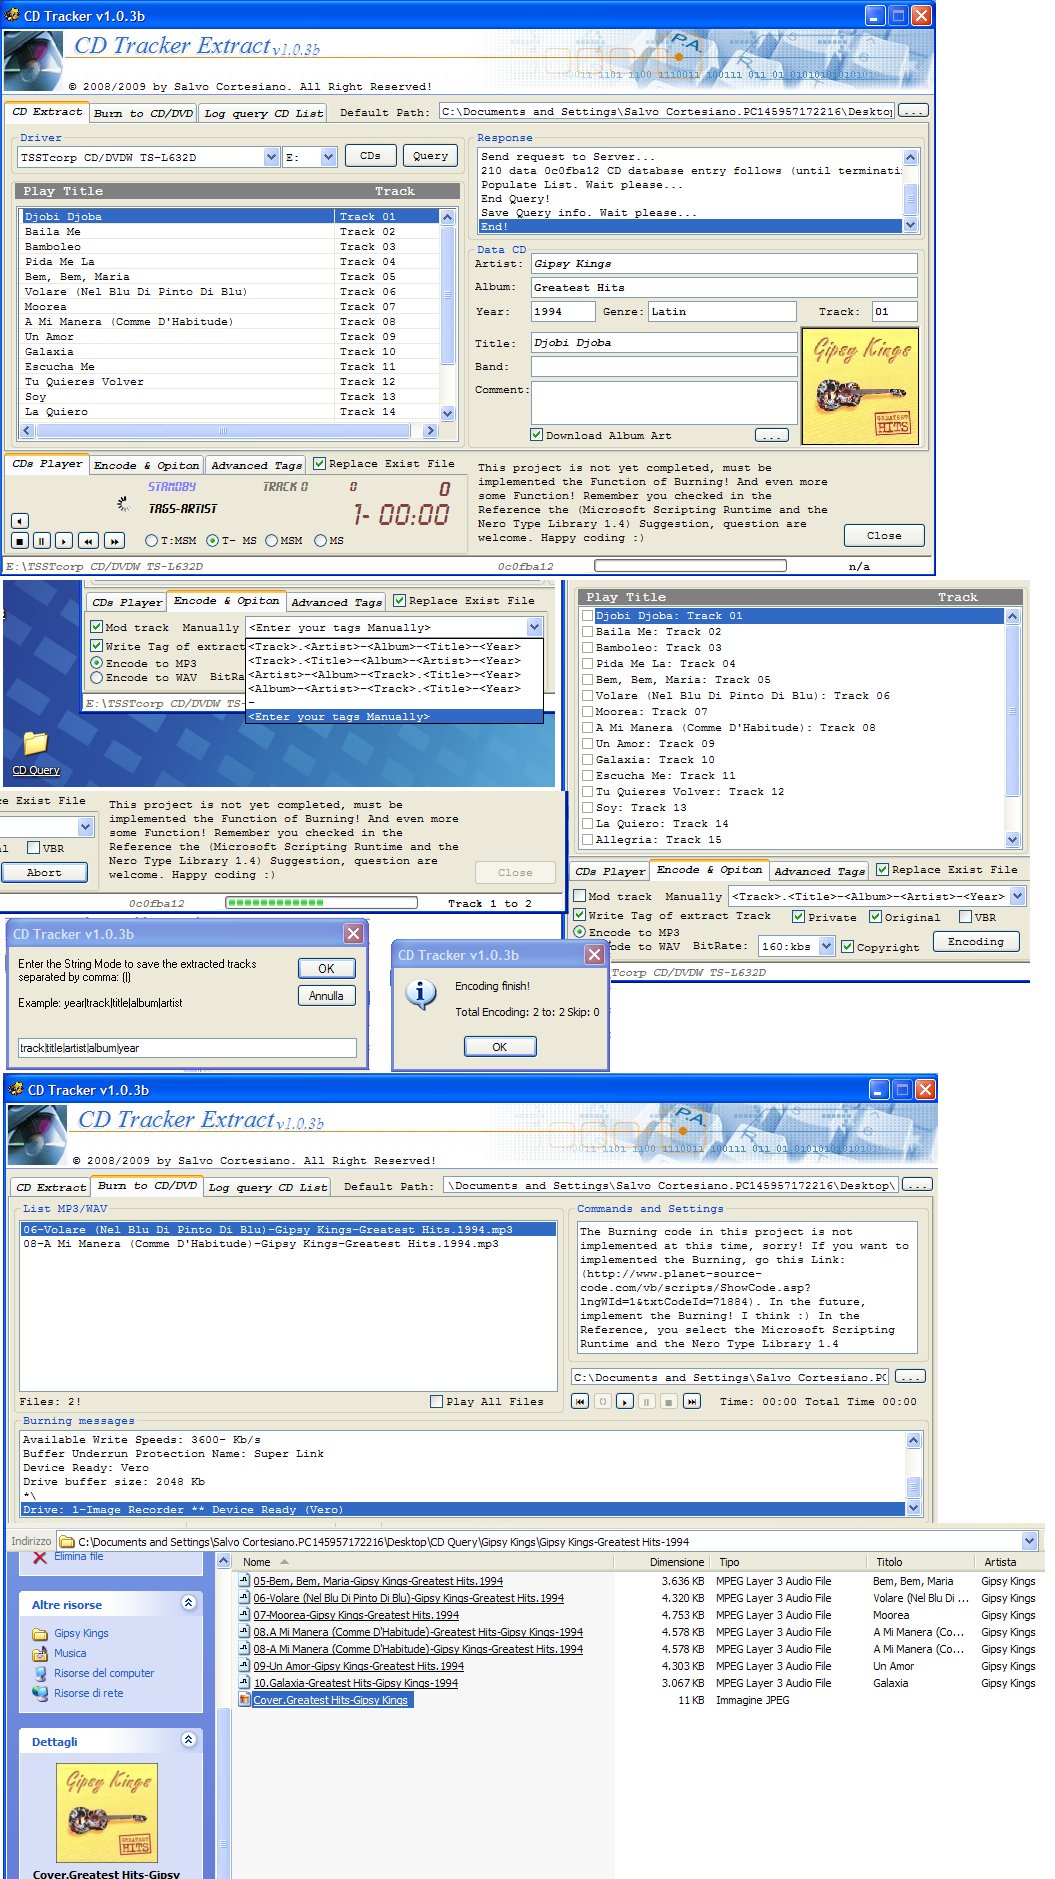 CD Tracker v1.0.3b
CD Tracker Extract v1.0.3b
P.A.
© 2008/2009 by Salvo Cortesiano. All Right Reserved!
CD Extract Burn to CD/DVD Log query CD List Default Path: C:\Documents and Settings\Salvo Cortesiano.PC145957172216\Desktop ...
Driver
TSSTcorp CD/DVDW TS-L632D E: CDs Query
Play Title Track
Djobi Djoba Track 01
Baila Me Track 02
Bamboleo Track 03
Pida Me La Track 04
Bem, Bem, Maria Track 05
Volare (Nel Blu Di Pinto Di Blu) Track 06
Moorea Track 07
A Mi Manera (Comme D'Habitude) Track 08
Un Amor Track 09
Galaxia Track 10
Escucha Me Track 11
Tu Quieres Volver Track 12
Soy Track 13
La Quiero Track 14
Response
Send request to Server...
210 data 0c0fba12 CD database entry follows (until terminati
Populate List. Wait please...
End Query!
Save Query info. Wait please...
End!
Data CD
Artist: Gipsy Kings
Album: Greatest Hits
Year: 1994 Genre: Latin Track: 01
Title: Djobi Djoba
Band:
Comment:
Gipsy Kings
GREATEST HITS
Download Album Art ...
CDs Player Encode & Opiton Advanced Tags Replace Exist File
STANDBY TRACK 0 0 0
TAGS-ARTIST 1- 00:00
T:MSM T- MS MSM MS
This project is not yet completed, must be
implemented the Function of Burning! And even more
some Function! Remember you checked in the
Reference the (Microsoft Scripting Runtime and the
Nero Type Library 1.4) Suggestion, question are
welcome. Happy coding :)
Close
E:\TSSTcorp CD/DVDW TS-L632D 0c0fba12 n/a
CDs Player Encode & Opiton Advanced Tags Replace Exist File
Mod track Manually <Enter your tags Manually>
Write Tag of extract
Encode to MP3
Encode to WAV BitRa
<Track>.<Artist>-<Album>-<Title>-<Year>
<Track>.<Title>-<Album>-<Artist>-<Year>
<Artist>-<Album>-<Track>.<Title>-<Year>
<Album>-<Artist>-<Track>.<Title>-<Year>
-
<Enter your tags Manually>
E:\TSSTcorp CD/DVDW TS-
CD Query
ce Exist File
al VBR
Abort
This project is not yet completed, must be
implemented the Function of Burning! And even more
some Function! Remember you checked in the
Reference the (Microsoft Scripting Runtime and the
Nero Type Library 1.4) Suggestion, question are
welcome. Happy coding :)
Close
0c0fba12 Track 1 to 2
Play Title Track
Djobi Djoba: Track 01
Baila Me: Track 02
Bamboleo: Track 03
Pida Me La: Track 04
Bem, Bem, Maria: Track 05
Volare (Nel Blu Di Pinto Di Blu): Track 06
Moorea: Track 07
A Mi Manera (Comme D'Habitude): Track 08
Un Amor: Track 09
Galaxia: Track 10
Escucha Me: Track 11
Tu Quieres Volver: Track 12
Soy: Track 13
La Quiero: Track 14
Allegria: Track 15
CDs Player Encode & Opiton Advanced Tags Replace Exist File
Mod track Manually <Track>.<Title>-<Album>-<Artist>-<Year>
Write Tag of extract Track Private Original VBR
Encode to MP3
ode to WAV BitRate: 160:kbs Copyright Encoding
Tcorp CD/DVDW TS-L632D
CD Tracker v1.0.3b
Enter the String Mode to save the extracted tracks
separated by comma: (|)
Example: year|track|title|album|artist
OK
Annulla
track|title|artist|album|year
CD Tracker v1.0.3b
Encoding finish!
Total Encoding: 2 to: 2 Skip: 0
OK
CD Tracker v1.0.3b
CD Tracker Extract v1.0.3b
P.A.
© 2008/2009 by Salvo Cortesiano. All Right Reserved!
CD Extract Burn to CD/DVD Log query CD List Default Path: \Documents and Settings\Salvo Cortesiano.PC145957172216\Desktop\ ...
List MP3/WAV
06-Volare (Nel Blu Di Pinto Di Blu)-Gipsy Kings-Greatest Hits.1994.mp3
08-A Mi Manera (Comme D'Habitude)-Gipsy Kings-Greatest Hits.1994.mp3
Files: 2! Play All Files
Commands and Settings
The Burning code in this project is not
implemented at this time, sorry! If you want to
implemented the Burning, go this Link:
(http://www.planet-source-
code.com/vb/scripts/ShowCode.asp?
lngWId=1&txtCodeId=71884). In the future,
implement the Burning! I think :) In the
Reference, you select the Microsoft Scripting
Runtime and the Nero Type Library 1.4
C:\Documents and Settings\Salvo Cortesiano.PC ...
Time: 00:00 Total Time 00:00
Burning messages
Available Write Speeds: 3600- Kb/s
Buffer Underrun Protection Name: Super Link
Device Ready: Vero
Drive buffer size: 2048 Kb
*\
Drive: 1-Image Recorder ** Device Ready (Vero)
Indirizzo C:\Documents and Settings\Salvo Cortesiano.PC145957172216\Desktop\CD Query\Gipsy Kings\Gipsy Kings-Greatest Hits-1994
Elimina file
Altre risorse
Gipsy Kings
Musica
Risorse del computer
Risorse di rete
Dettagli
Gipsy Kings
GREATEST HITS
Cover.Greatest Hits-Gipsy
Nome Dimensione Tipo Titolo Artista
05-Bem, Bem, Maria-Gipsy Kings-Greatest Hits.1994 3.636 KB MPEG Layer 3 Audio File Bem, Bem, Maria Gipsy Kings
06-Volare (Nel Blu Di Pinto Di Blu)-Gipsy Kings-Greatest Hits.1994 4.320 KB MPEG Layer 3 Audio File Volare (Nel Blu Di ... Gipsy Kings
07-Moorea-Gipsy Kings-Greatest Hits.1994 4.753 KB MPEG Layer 3 Audio File Moorea Gipsy Kings
08.A Mi Manera (Comme D'Habitude)-Greatest Hits-Gipsy Kings-1994 4.578 KB MPEG Layer 3 Audio File A Mi Manera (Co... Gipsy Kings
08-A Mi Manera (Comme D'Habitude)-Gipsy Kings-Greatest Hits.1994 4.578 KB MPEG Layer 3 Audio File A Mi Manera (Co... Gipsy Kings
09-Un Amor-Gipsy Kings-Greatest Hits.1994 4.303 KB MPEG Layer 3 Audio File Un Amor Gipsy Kings
10.Galaxia-Greatest Hits-Gipsy Kings-1994 3.067 KB MPEG Layer 3 Audio File Galaxia Gipsy Kings
Cover.Greatest Hits-Gipsy Kings 11 KB Immagine JPEG